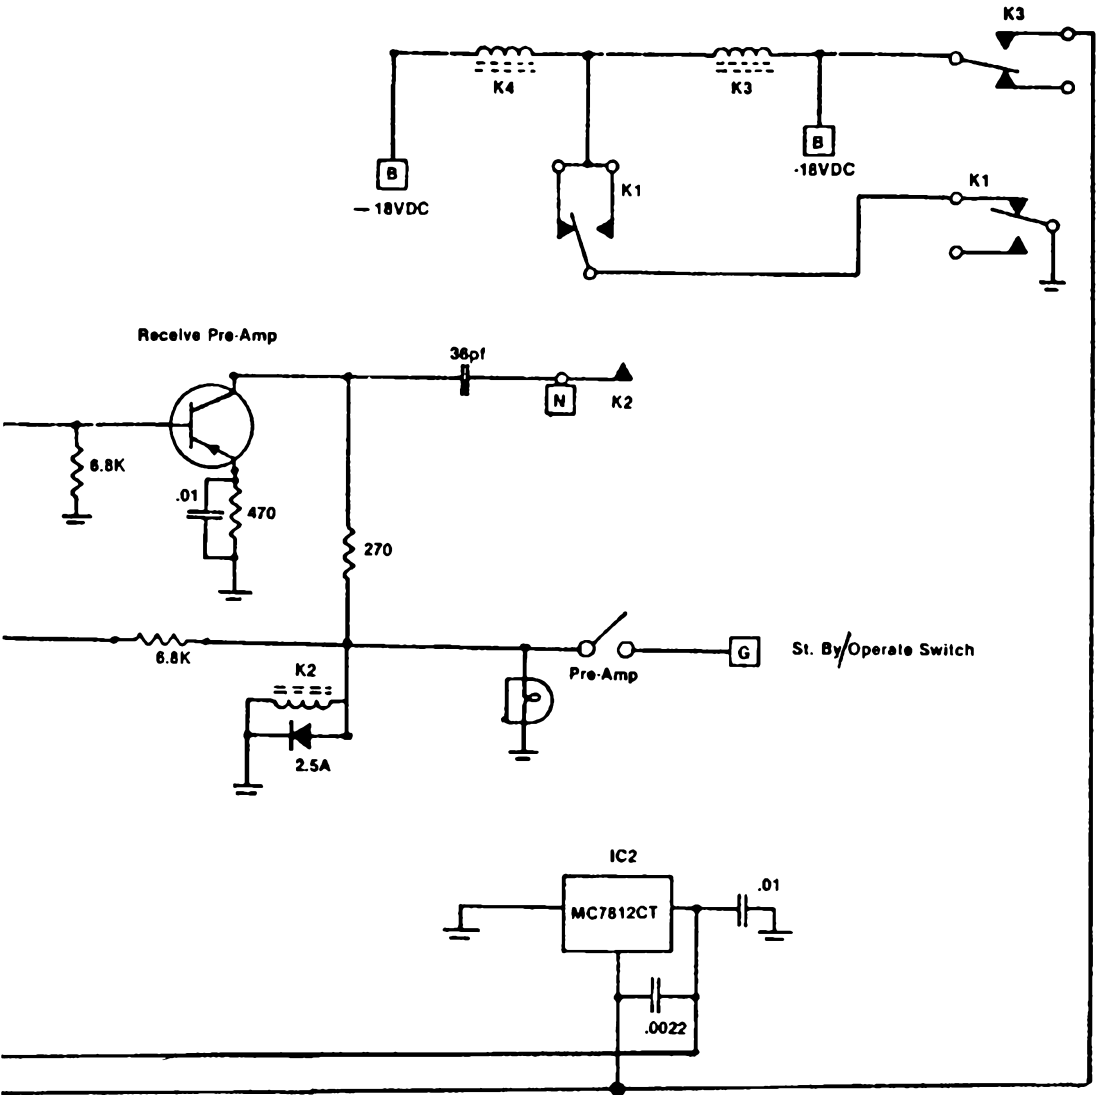 K3
K4
K3
B
— 18VDC
B
-18VDC
K1
K1
Receive Pre-Amp
36pf
N
K2
6.8K
.01
470
270
6.8K
Pre-Amp
G
St. By/Operate Switch
K2
2.5A
IC2
MC7812CT
.01
.0022